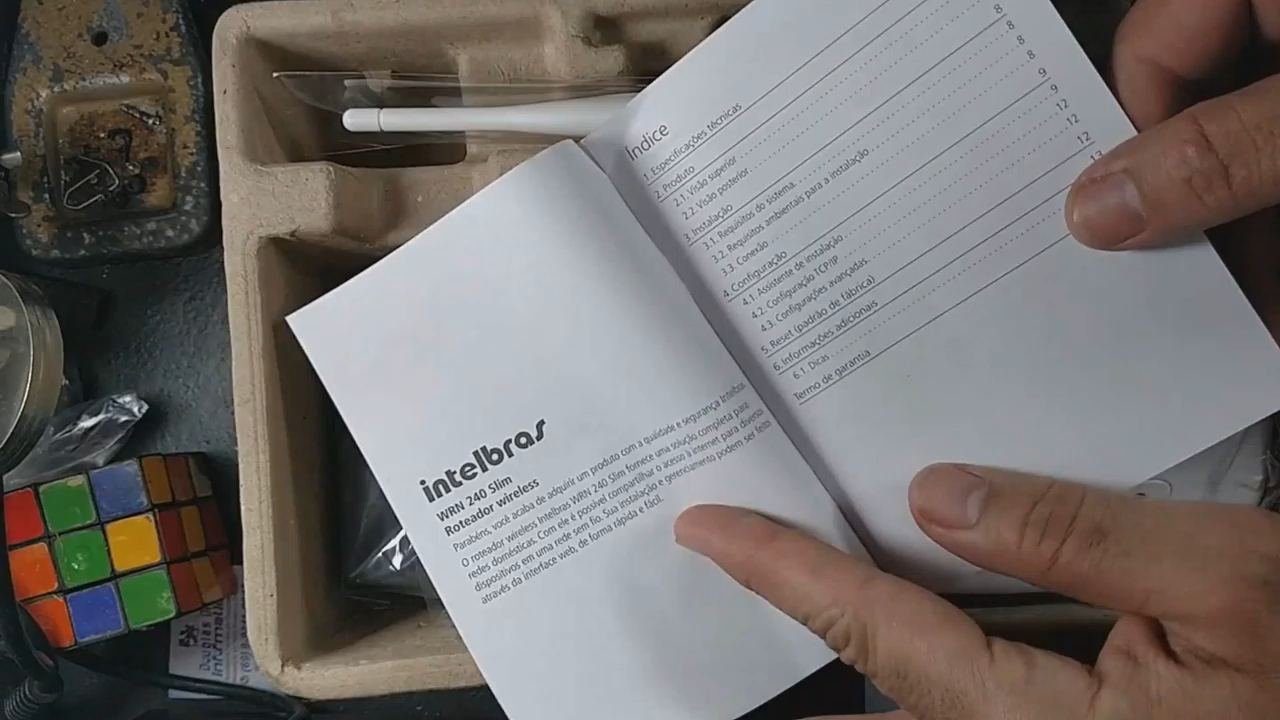 intelbras
WRN 240 Slim
Roteador wireless
Parabéns, você acaba de adquirir um produto com a qualidade e segurança Intelbras.
O roteador wireless Intelbras WRN 240 Slim fornece uma solução completa para
redes domésticas. Com ele é possível compartilhar o acesso à internet para diversos
dispositivos em uma rede sem fio. Sua instalação e gerenciamento podem ser feito
através da interface web, de forma rápida e fácil.
Índice
1. Especificações técnicas
2. Produto 8
2.1. Visão superior 8
2.2. Visão posterior 8
3. Instalação 8
3.1. Requisitos do sistema 9
3.2. Requisitos ambientais para a instalação 9
3.3. Conexão
4. Configuração
4.1. Assistente de instalação 12
4.2. Configuração TCP/IP 12
4.3. Configurações avançadas 12
5. Reset (padrão de fábrica) 13
6. Informações adicionais
6.1. Dicas
Termo de garantia
Douglas
Informati
(69)